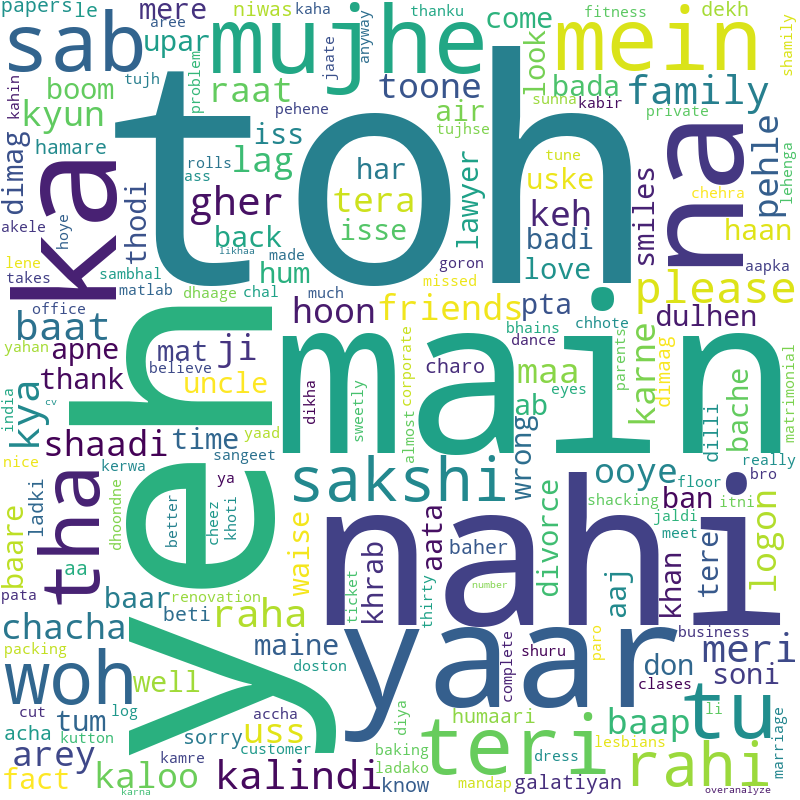 papers
le
mere
niwas
kaha
thanku
come
fitness
dekh
aree
sab
upar
mujhe
look
mein
shamily
kahin
tujh
jaate
anyway
boom
problem
raat
toone
bada
family
kyun
toh
pehene
air
sunna
kabir
private
dimag
hamare
iss
tujhse
na
pehle
lehenga
ka
rolls
lag
har
lawyer
tune
ass
uske
smiles
chehra
thodi
gher
tera
keh
akele
hoye
back
isse
badi
haan
lene
likhaa
made
goron
love
aapka
takes
sambhal
hum
matlab
dhaage
chal
much
missed
please
office
yeh
hoon
friends
pta
chhote
dulhen
baat
main
bhains
dance
karne
parents
yahan
apne
mat
ji
charo
maa
dimaag
matrimonial
india
believe
dikha
sweetly
almost
corporate
eyes
thank
uncle
ab
bache
kya
cv
yaad
wrong
dilli
shaadi
time
sangeet
nice
ladki
kerwa
ya
sakshi
ooye
really
tha
dhoondne
better
cheez
khoti
waise
aata
divorce
floor
bro
baare
nahi
shacking
ban
itni
logon
baher
jaldi
aa
khrab
meet
pata
renovation
number
aaj
khan
tere
baar
beti
raha
ticket
thirty
chacha
yaar
business
packing
maine
complete
shuru
paro
clases
meri
woh
well
doston
don
soni
cut
log
accha
diya
humaari
tu
li
marriage
acha
tum
kutton
sorry
uss
teri
baap
arey
customer
baking
dress
lesbians
rahi
fact
kaloo
kamre
kalindi
ladako
know
mandap
galatiyan
karna
overanalyze